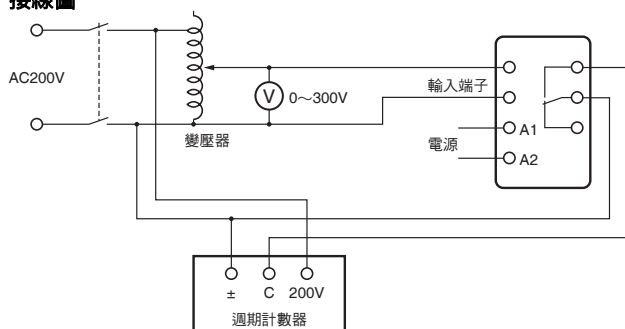 接線圖
AC200V
V
0～300V
變壓器
輸入端子
電源
A1
A2
± C 200V
週期計數器